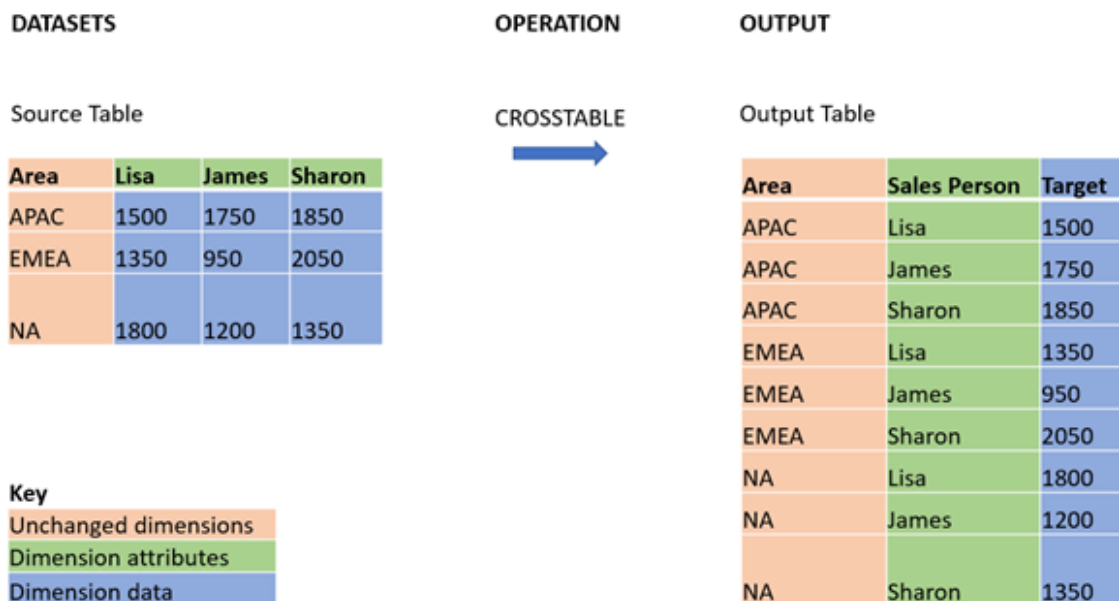 DATASETS
OPERATION
OUTPUT
Source Table
CROSSTABLE
Output Table
Area Lisa James Sharon
APAC 1500 1750 1850
EMEA 1350 950 2050
NA 1800 1200 1350
Key
Unchanged dimensions
Dimension attributes
Dimension data
Area Sales Person Target
APAC Lisa 1500
APAC James 1750
APAC Sharon 1850
EMEA Lisa 1350
EMEA James 950
EMEA Sharon 2050
NA Lisa 1800
NA James 1200
NA Sharon 1350